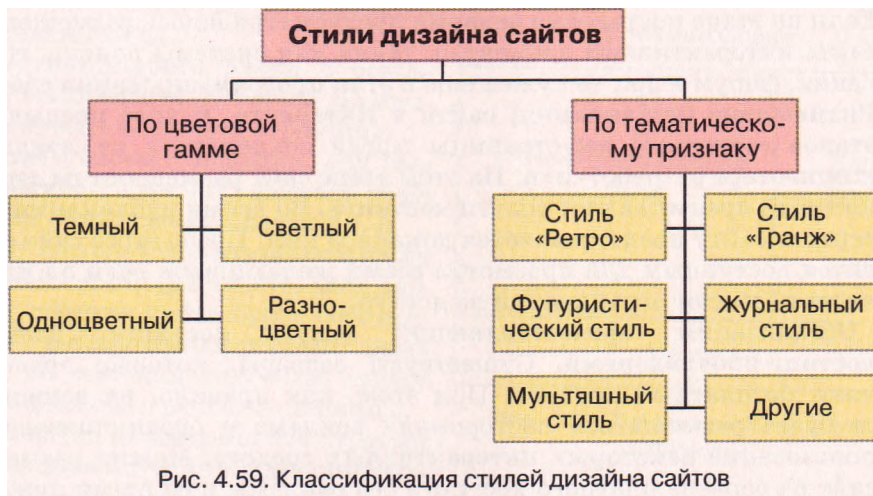 Стили дизайна сайтов
По цветовой
гамме
По тематическо-
му признаку
Темный
Светлый
Одноцветный
Разно-
цветный
Стиль
«Ретро»
Стиль
«Гранж»
Футуристи-
ческий стиль
Журнальный
стиль
Мультяшный
стиль
Другие
Рис. 4.59. Классификация стилей дизайна сайтов